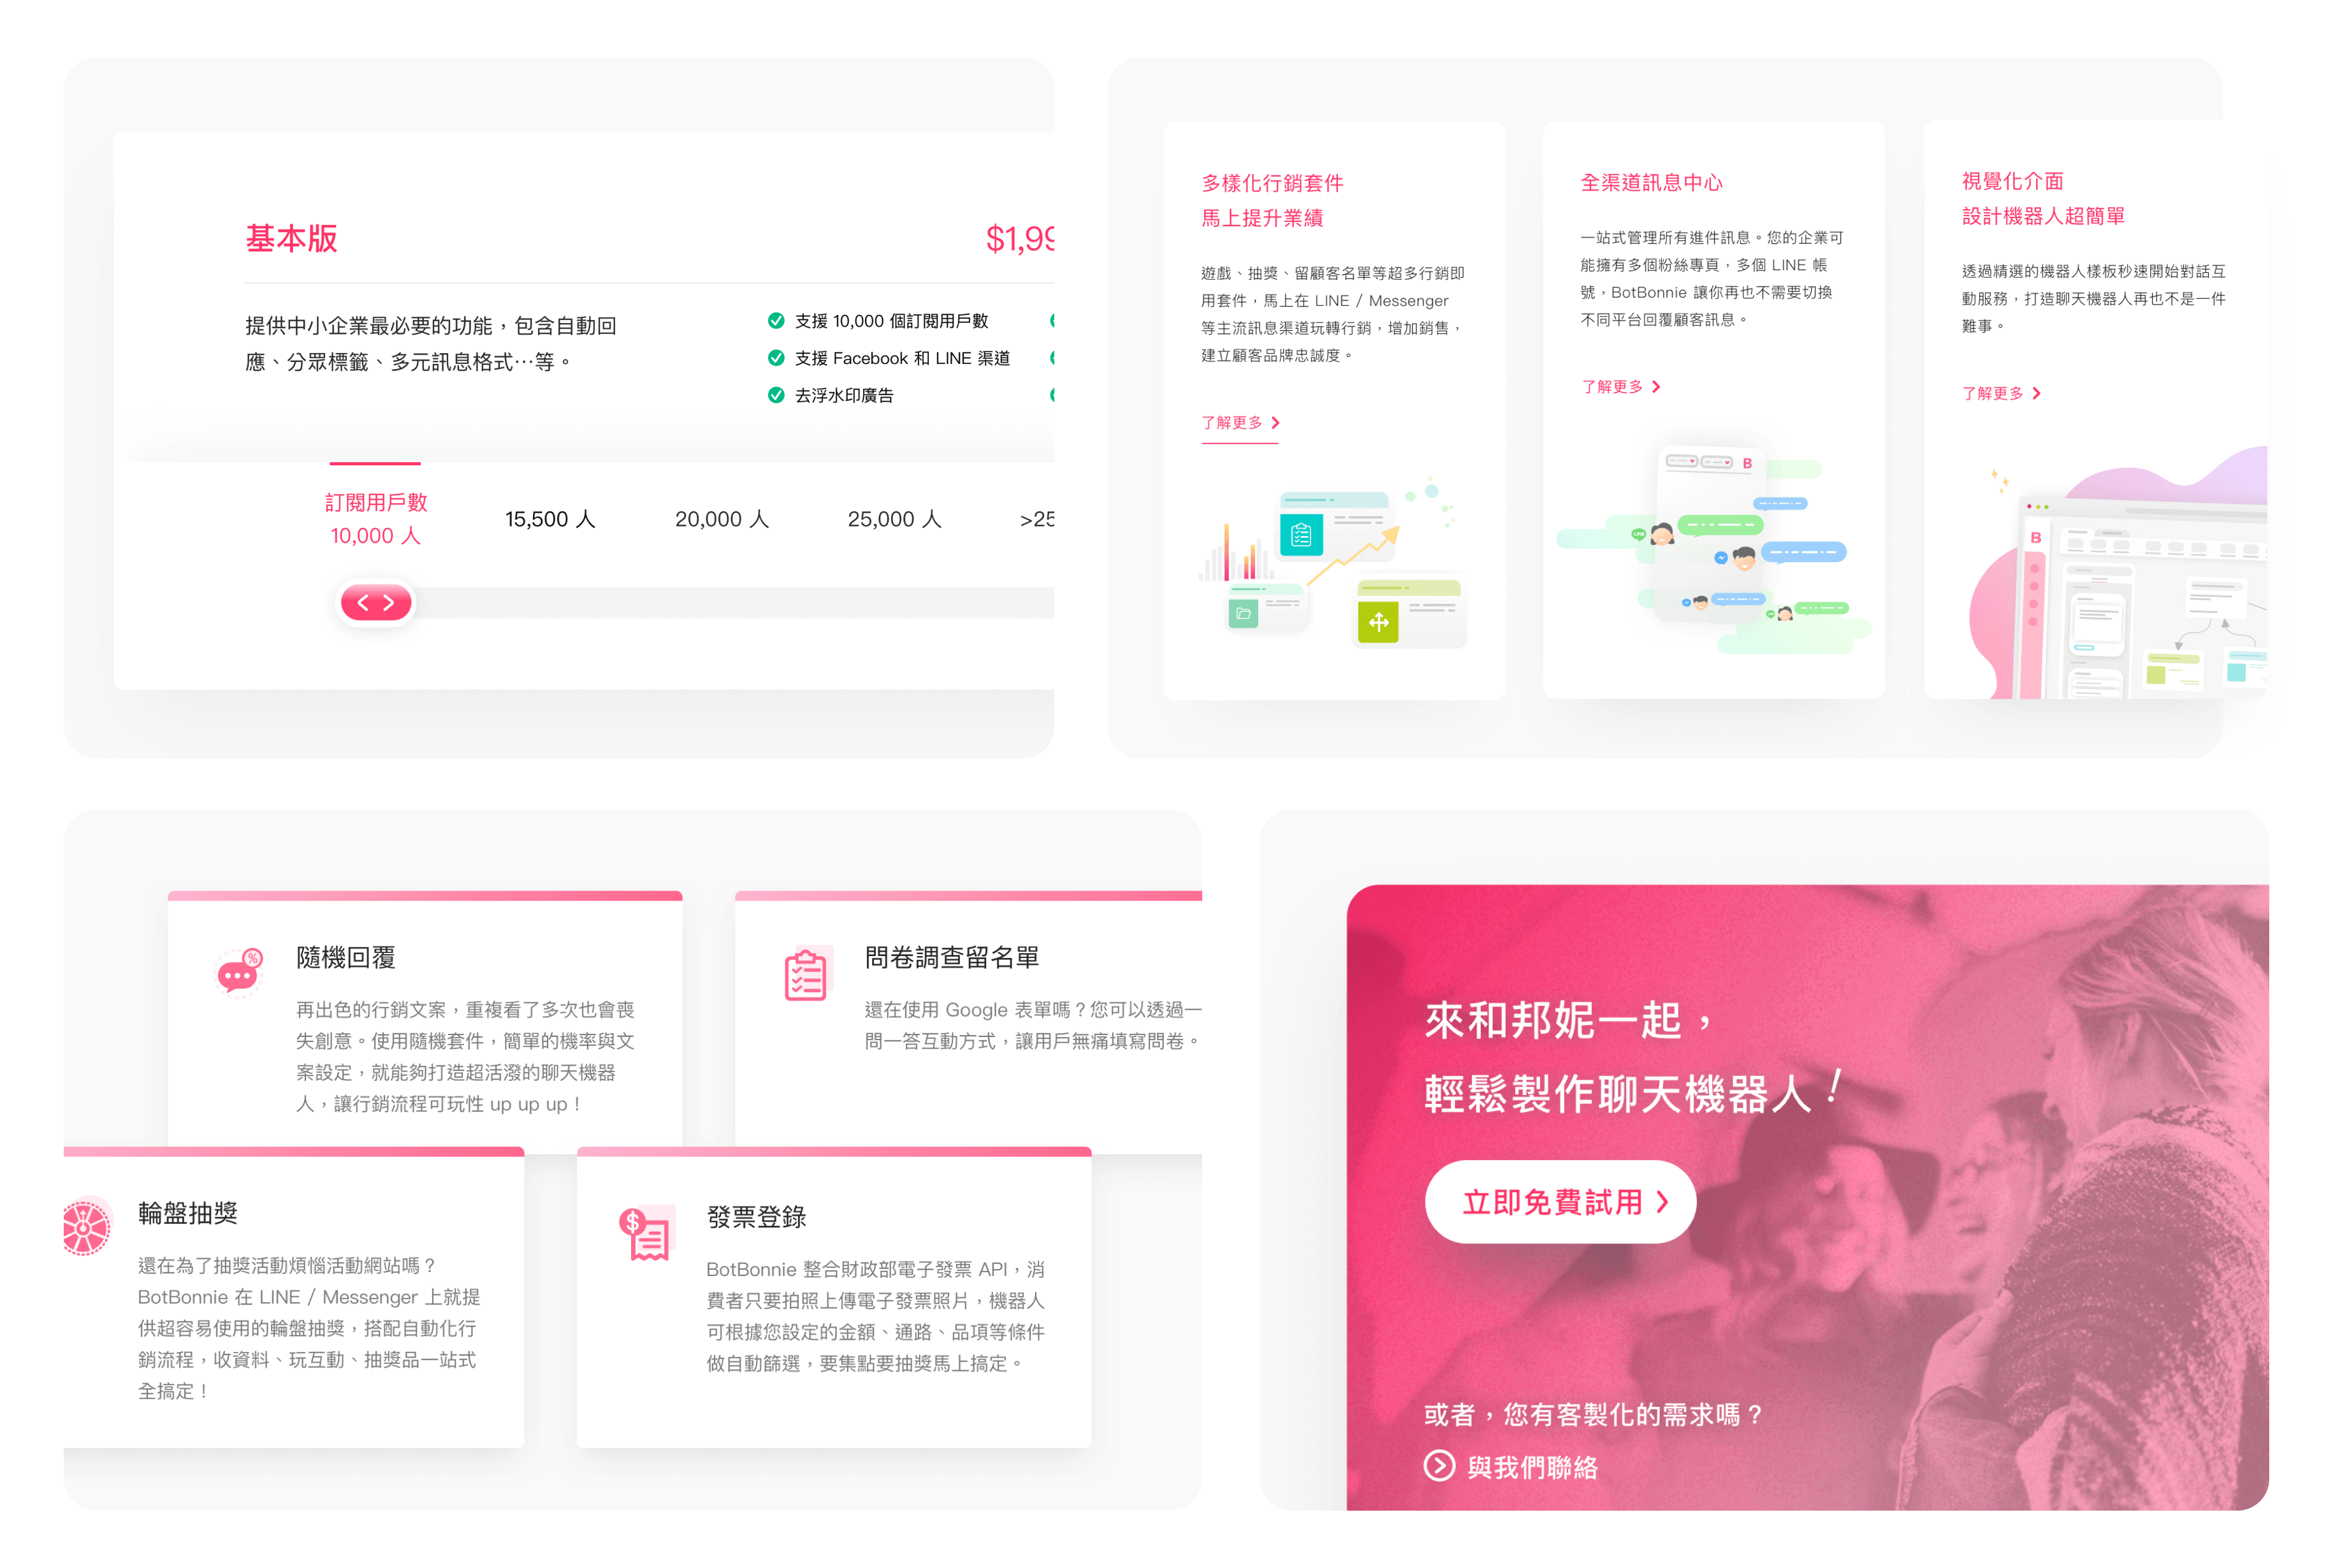 基本版
$1,99
提供中小企業最必要的功能，包含自動回
應、分眾標籤、多元訊息格式⋯等。
支援 10,000 個訂閱用戶數
支援 Facebook 和 LINE 渠道
去浮水印廣告
訂閱用戶數
10,000 人
15,500 人
20,000 人
25,000 人
>25
多樣化行銷套件
馬上提升業績
遊戲、抽獎、留顧客名單等超多行銷即
用套件，馬上在 LINE / Messenger
等主流訊息渠道玩轉行銷，增加銷售，
建立顧客品牌忠誠度。
了解更多
全渠道訊息中心
一站式管理所有進件訊息。您的企業可
能擁有多個粉絲專頁，多個 LINE 帳
號，BotBonnie 讓你再也不需要切換
不同平台回覆顧客訊息。
了解更多
B
LINE
視覺化介面
設計機器人超簡單
透過精選的機器人樣板秒速開始對話互
動服務，打造聊天機器人再也不是一件
難事。
了解更多
B
隨機回覆
再出色的行銷文案，重複看了多次也會喪
失創意。使用隨機套件，簡單的機率與文
案設定，就能夠打造超活潑的聊天機器
人，讓行銷流程可玩性 up up up！
問卷調查留名單
還在使用 Google 表單嗎？您可以透過一
問一答互動方式，讓用戶無痛填寫問卷。
輪盤抽獎
還在為了抽獎活動煩惱活動網站嗎？
BotBonnie 在 LINE / Messenger 上就提
供超容易使用的輪盤抽獎，搭配自動化行
銷流程，收資料、玩互動、抽獎品一站式
全搞定！
發票登錄
BotBonnie 整合財政部電子發票 API，消
費者只要拍照上傳電子發票照片，機器人
可根據您設定的金額、通路、品項等條件
做自動篩選，要集點要抽獎馬上搞定。
來和邦妮一起，
輕鬆製作聊天機器人！
立即免費試用
或者，您有客製化的需求嗎？
與我們聯絡